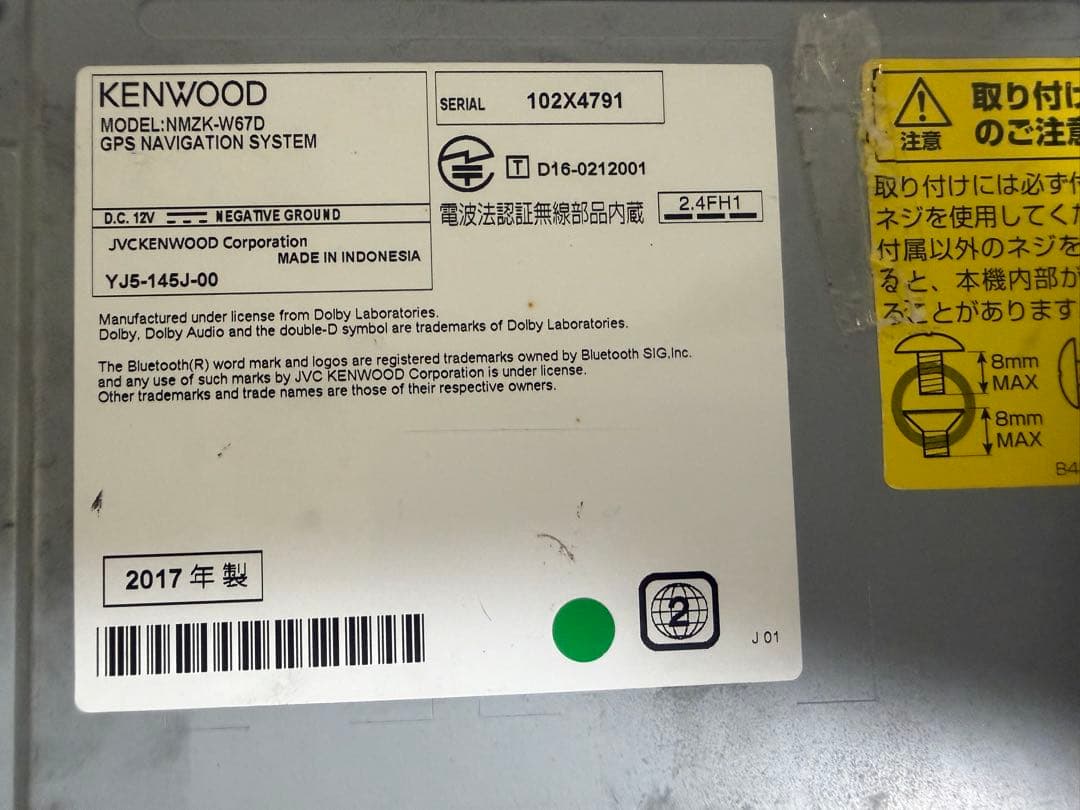 KENWOOD
MODEL:NMZK-W67D
GPS NAVIGATION SYSTEM
D.C. 12V NEGATIVE GROUND
JVCKENWOOD Corporation
MADE IN INDONESIA
YJ5-145J-00
SERIAL 102X4791
T D16-0212001
電波法認証無線部品内蔵 2.4FH1
Manufactured under license from Dolby Laboratories.
Dolby, Dolby Audio and the double-D symbol are trademarks of Dolby Laboratories.
The Bluetooth(R) word mark and logos are registered trademarks owned by Bluetooth SIG,Inc.
and any use of such marks by JVC KENWOOD Corporation is under license.
Other trademarks and trade names are those of their respective owners.
2017 年 製
2
J 01
注意
取り付け
のご注意
取り付けには必ず付
ネジを使用してくだ
付属以外のネジを
ると、本機内部が
ることがあります
8mm
MAX
8mm
MAX
B4